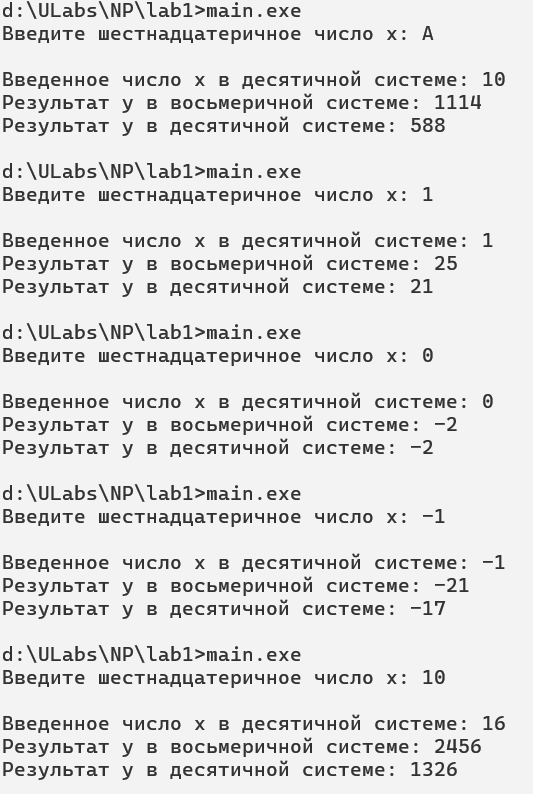 d:\ULabs\NP\lab1>main.exe
Введите шестнадцатеричное число x: A
Введенное число x в десятичной системе: 10
Результат y в восьмеричной системе: 1114
Результат y в десятичной системе: 588
d:\ULabs\NP\lab1>main.exe
Введите шестнадцатеричное число x: 1
Введенное число x в десятичной системе: 1
Результат y в восьмеричной системе: 25
Результат y в десятичной системе: 21
d:\ULabs\NP\lab1>main.exe
Введите шестнадцатеричное число x: 0
Введенное число x в десятичной системе: 0
Результат y в восьмеричной системе: -2
Результат y в десятичной системе: -2
d:\ULabs\NP\lab1>main.exe
Введите шестнадцатеричное число x: -1
Введенное число x в десятичной системе: -1
Результат y в восьмеричной системе: -21
Результат y в десятичной системе: -17
d:\ULabs\NP\lab1>main.exe
Введите шестнадцатеричное число x: 10
Введенное число x в десятичной системе: 16
Результат y в восьмеричной системе: 2456
Результат y в десятичной системе: 1326